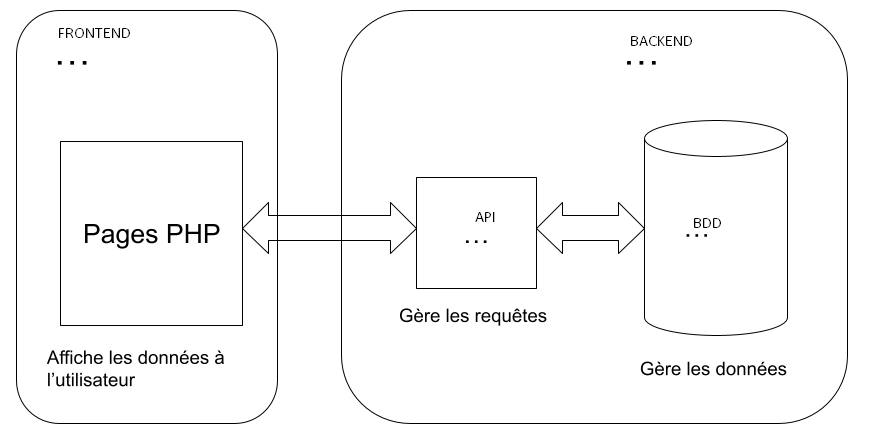 FRONTEND
...
Pages PHP
Affiche les données à
l’utilisateur
BACKEND
...
API
...
Gère les requêtes
BDD
...
Gère les données